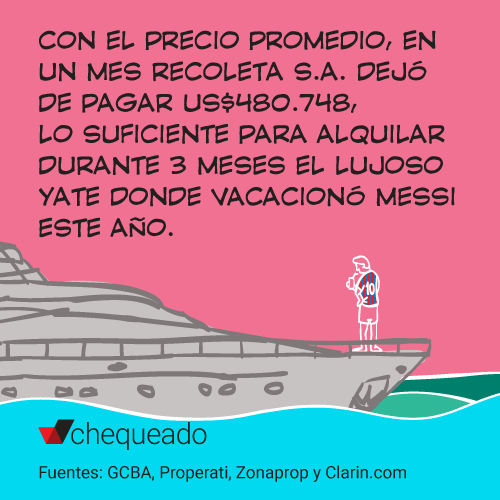 CON EL PRECIO PROMEDIO, EN
UN MES RECOLETA S.A. DEJÓ
DE PAGAR US$480.748,
LO SUFICIENTE PARA ALQUILAR
DURANTE 3 MESES EL LUJOSO
YATE DONDE VACACIONÓ MESSI
ESTE AÑO.
10
chequeado
Fuentes: GCBA, Properati, Zonaprop y Clarin.com